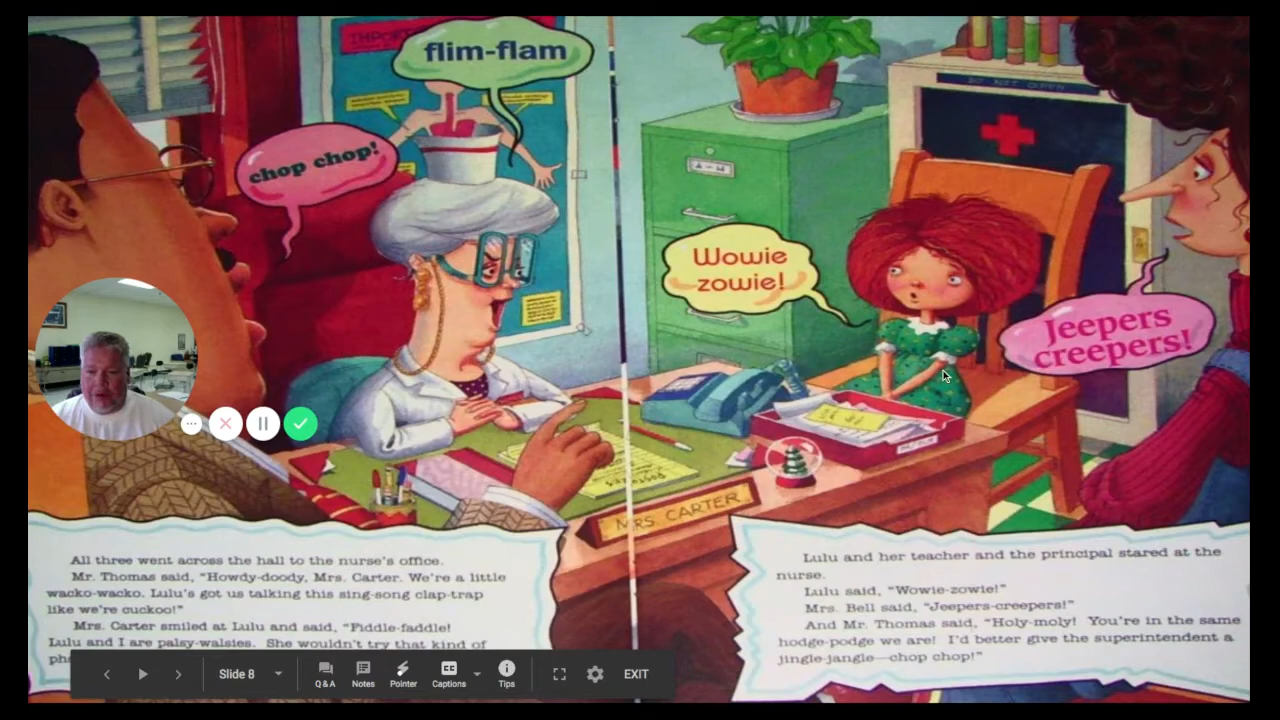 flim-flam
chop chop!
Wowie
zowie!
Jeepers
creepers!
A-M
MRS. CARTER
All three went across the hall to the nurse's office.
Mr. Thomas said, "Howdy-doody, Mrs. Carter. We're a little
wacko-wacko. Lulu's got us talking this sing-song clap-trap
like we're cuckoo!"
Mrs. Carter smiled at Lulu and said, "Fiddle-faddle!
Lulu and I are palsy-walsies. She wouldn't try that kind of
Lulu and her teacher and the principal stared at the
nurse.
Lulu said, "Wowie-zowie!"
Mrs. Bell said, "Jeepers-creepers!"
And Mr. Thomas said, "Holy-moly! You're in the same
hodge-podge we are! I'd better give the superintendent a
jingle-jangle—chop chop!"
Slide 8
Q & A
Notes
Pointer
Captions
Tips
EXIT